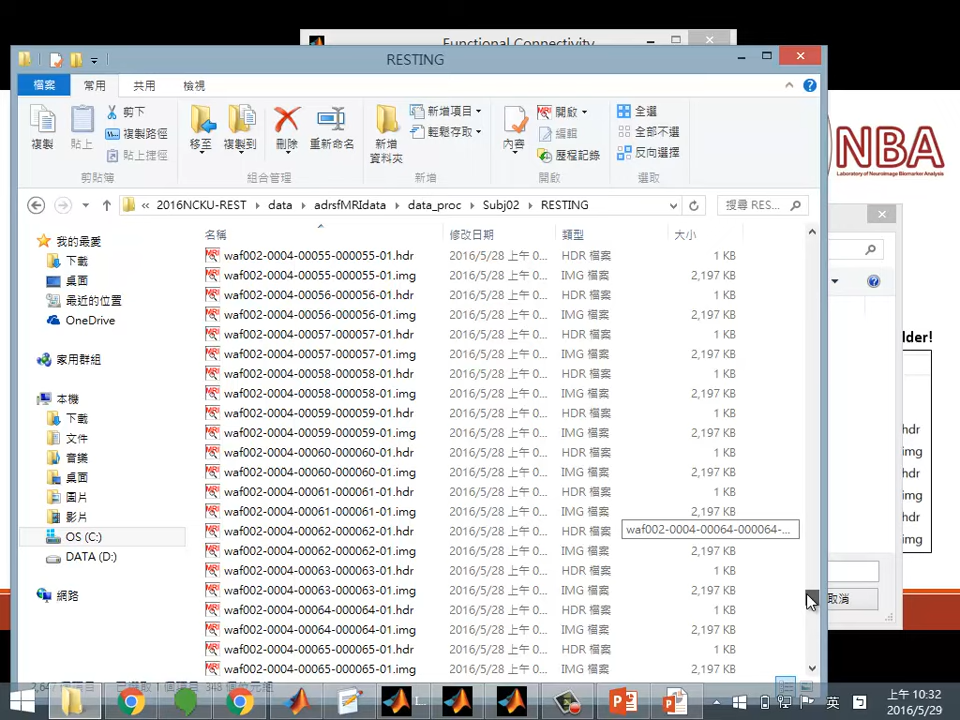 Functional Connectivity
RESTING
檔案 常用 共用 檢視
複製
貼上
剪下
複製路徑
貼上捷徑
剪貼簿
移至
複製到
刪除
重新命名
組合管理
新增
資料夾
新增項目
輕鬆存取
新增
內容
開啟
編輯
歷程記錄
開啟
全選
全部不選
反向選擇
選取
NBA
Laboratory of Neuroimage Biomarker Analysis
« 2016NCKU-REST data adrsfMRIdata data_proc Subj02 RESTING
搜尋 RES...
名稱 修改日期 類型 大小
我的最愛
下載
桌面
最近的位置
OneDrive
家用群組
本機
下載
文件
音樂
桌面
圖片
影片
OS (C:)
DATA (D:)
網路
waf002-0004-00055-000055-01.hdr 2016/5/28 上午 0... HDR 檔案 1 KB
waf002-0004-00055-000055-01.img 2016/5/28 上午 0... IMG 檔案 2,197 KB
waf002-0004-00056-000056-01.hdr 2016/5/28 上午 0... HDR 檔案 1 KB
waf002-0004-00056-000056-01.img 2016/5/28 上午 0... IMG 檔案 2,197 KB
waf002-0004-00057-000057-01.hdr 2016/5/28 上午 0... HDR 檔案 1 KB
waf002-0004-00057-000057-01.img 2016/5/28 上午 0... IMG 檔案 2,197 KB
waf002-0004-00058-000058-01.hdr 2016/5/28 上午 0... HDR 檔案 1 KB
waf002-0004-00058-000058-01.img 2016/5/28 上午 0... IMG 檔案 2,197 KB
waf002-0004-00059-000059-01.hdr 2016/5/28 上午 0... HDR 檔案 1 KB
waf002-0004-00059-000059-01.img 2016/5/28 上午 0... IMG 檔案 2,197 KB
waf002-0004-00060-000060-01.hdr 2016/5/28 上午 0... HDR 檔案 1 KB
waf002-0004-00060-000060-01.img 2016/5/28 上午 0... IMG 檔案 2,197 KB
waf002-0004-00061-000061-01.hdr 2016/5/28 上午 0... HDR 檔案 1 KB
waf002-0004-00061-000061-01.img 2016/5/28 上午 0... IMG 檔案 2,197 KB
waf002-0004-00062-000062-01.hdr 2016/5/28 上午 0... HDR 檔案
waf002-0004-00064-000064-...
waf002-0004-00062-000062-01.img 2016/5/28 上午 0... IMG 檔案 2,197 KB
waf002-0004-00063-000063-01.hdr 2016/5/28 上午 0... HDR 檔案 1 KB
waf002-0004-00063-000063-01.img 2016/5/28 上午 0... IMG 檔案 2,197 KB
waf002-0004-00064-000064-01.hdr 2016/5/28 上午 0... HDR 檔案 1 KB
waf002-0004-00064-000064-01.img 2016/5/28 上午 0... IMG 檔案 2,197 KB
waf002-0004-00065-000065-01.hdr 2016/5/28 上午 0... HDR 檔案 1 KB
waf002-0004-00065-000065-01.img 2016/5/28 上午 0... IMG 檔案 2,197 KB
lder!
hdr
img
hdr
img
hdr
img
取消
英
上午 10:32
2016/5/29